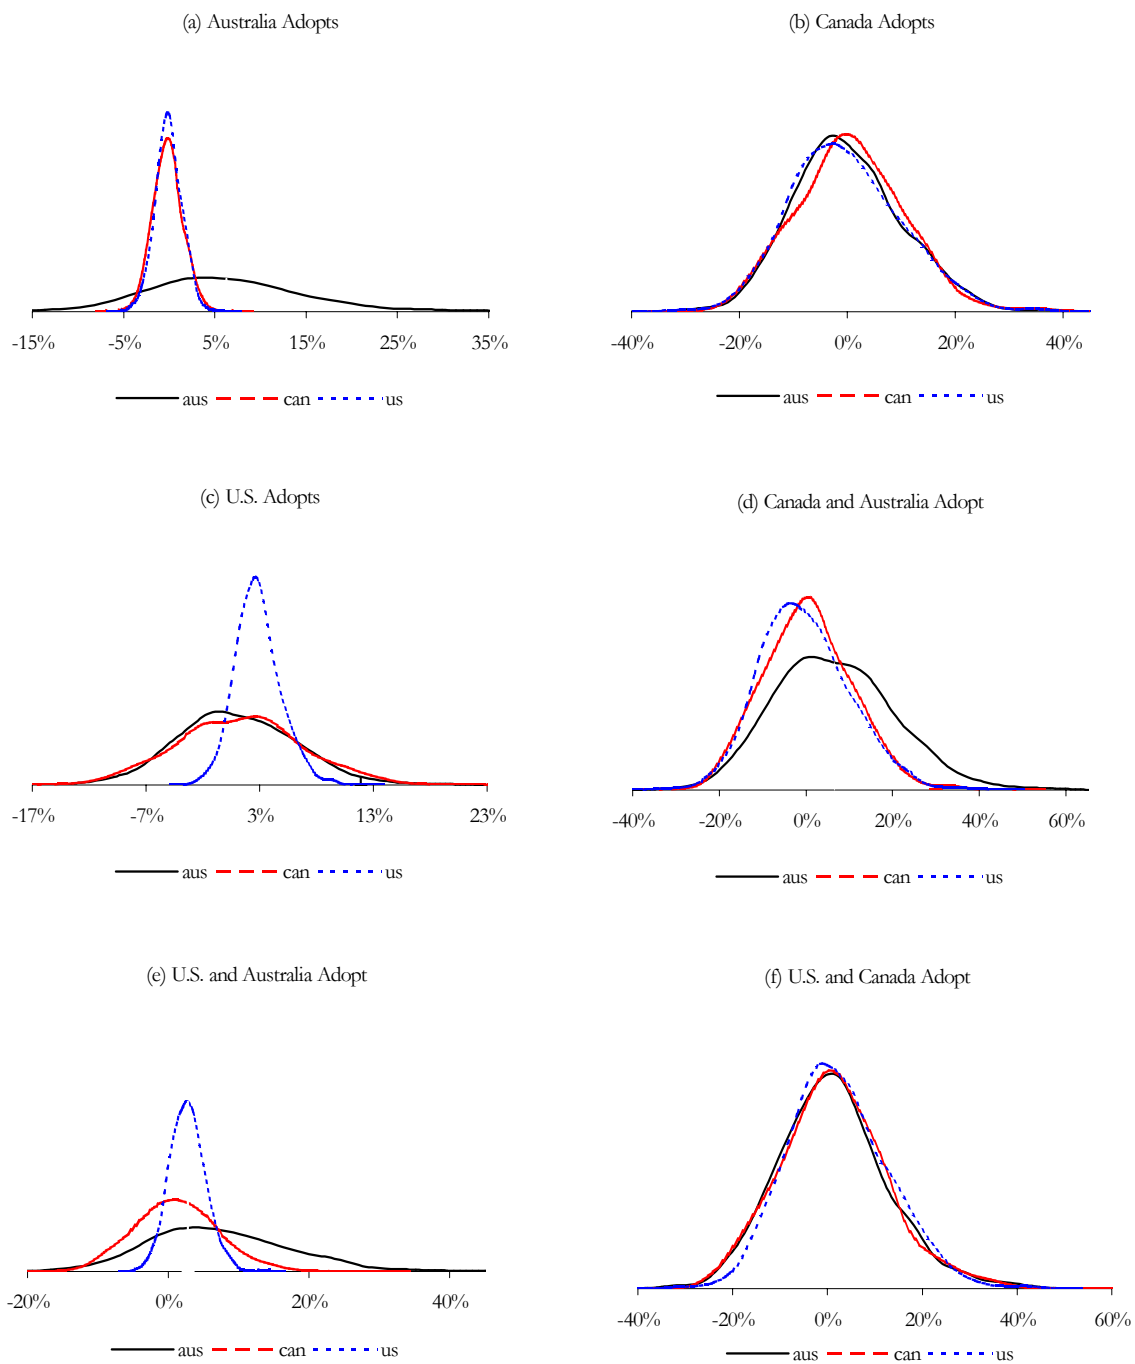 (a) Australia Adopts
(b) Canada Adopts
-15% -5% 5% 15% 25% 35%
-40% -20% 0% 20% 40%
aus can us
aus can us
(c) U.S. Adopts
(d) Canada and Australia Adopt
-17% -7% 3% 13% 23%
-40% -20% 0% 20% 40% 60%
aus can us
aus can us
(e) U.S. and Australia Adopt
(f) U.S. and Canada Adopt
-20% 0% 20% 40%
-40% -20% 0% 20% 40% 60%
aus can us
aus can us